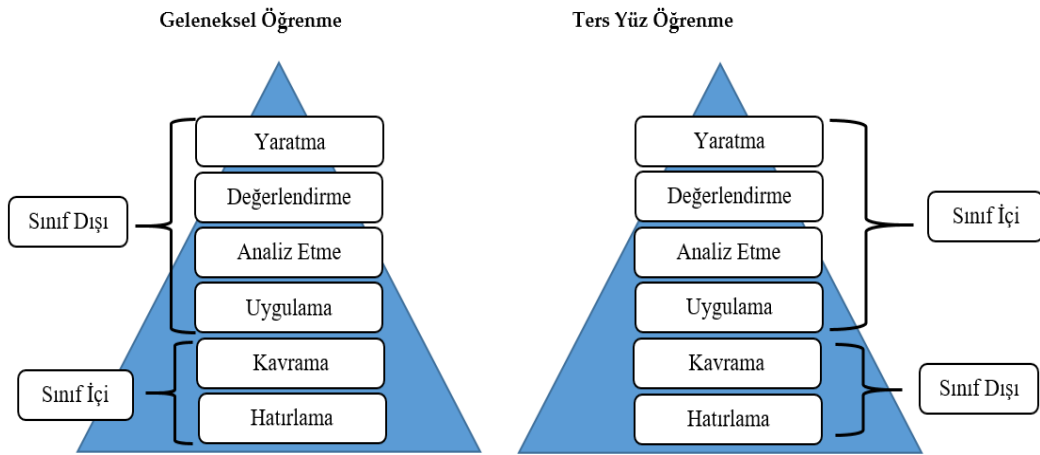 Geleneksel Öğrenme
Yaratma
Değerlendirme
Analiz Etme
Uygulama
Kavrama
Hatırlama
Sınıf Dışı
Sınıf İçi
Ters Yüz Öğrenme
Yaratma
Değerlendirme
Analiz Etme
Uygulama
Kavrama
Hatırlama
Sınıf İçi
Sınıf Dışı